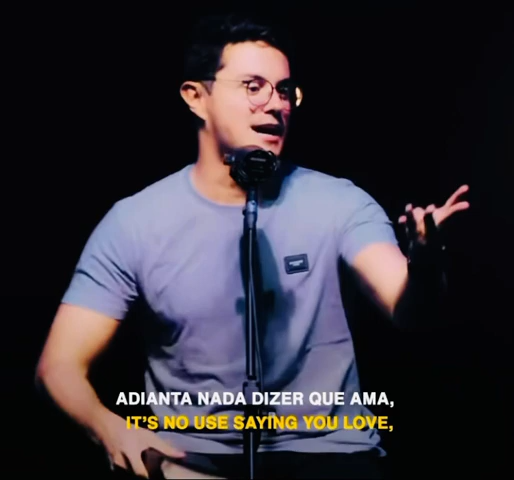 ADIANTA NADA DIZER QUE AMA,
IT'S NO USE SAYING YOU LOVE,